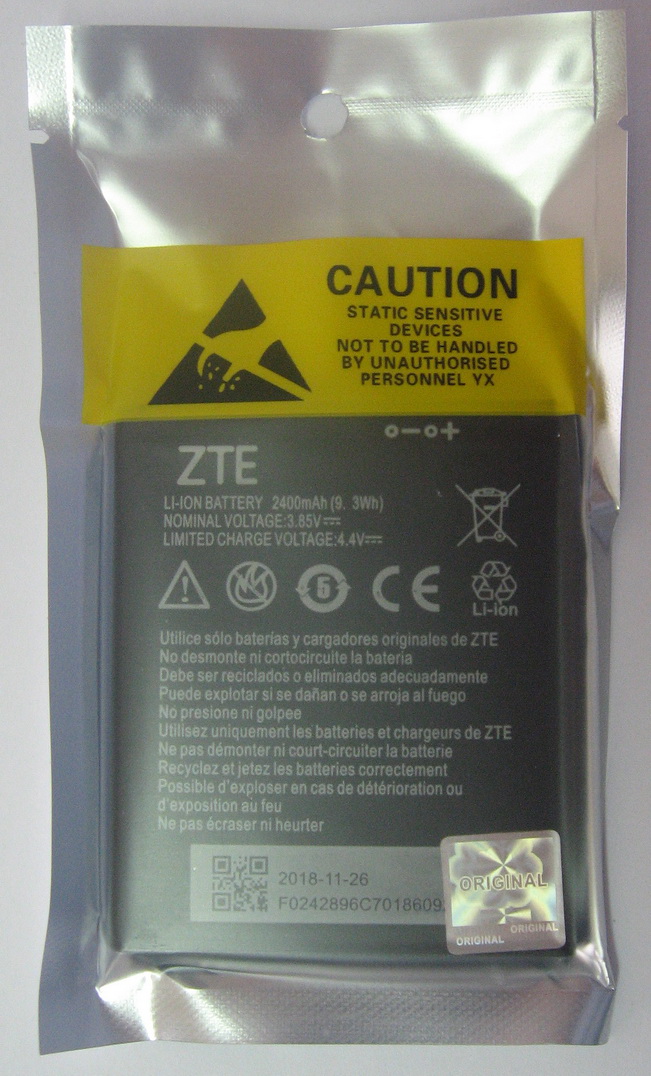 CAUTION
STATIC SENSITIVE
DEVICES
NOT TO BE HANDLED
BY UNAUTHORISED
PERSONNEL YX
ZTE
LI-ION BATTERY 2400mAh (9. 3Wh)
NOMINAL VOLTAGE:3.85V⎓
LIMITED CHARGE VOLTAGE:4.4V⎓
CE
Li-ion
Utilice sólo baterías y cargadores originales de ZTE
No desmonte ni cortocircuite la bateria
Debe ser reciclados o eliminados adecuadamente
Puede explotar si se dañan o se arroja al fuego
No presione ni golpee
Utilisez uniquement les batteries et chargeurs de ZTE
Ne pas démonter ni court-circuiter la batterie
Recyclez et jetez les batteries correctement
Possible d'exploser en cas de détérioration ou
d'exposition au feu
Ne pas écraser ni heurter
2018-11-26
F0242896C7018609
ORIGINAL
ORIGINAL
ORIGINAL